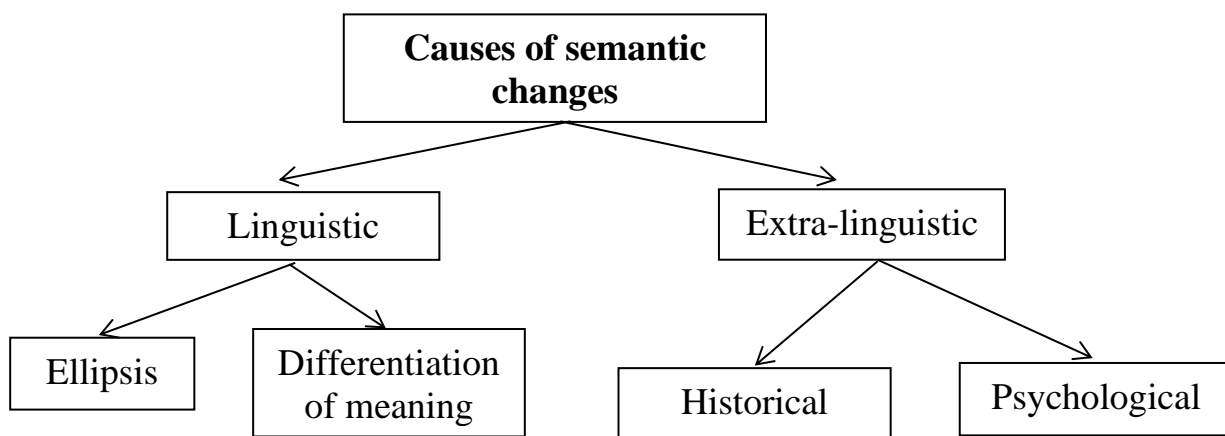 Causes of semantic
changes
Linguistic
Extra-linguistic
Ellipsis
Differentiation
of meaning
Historical
Psychological